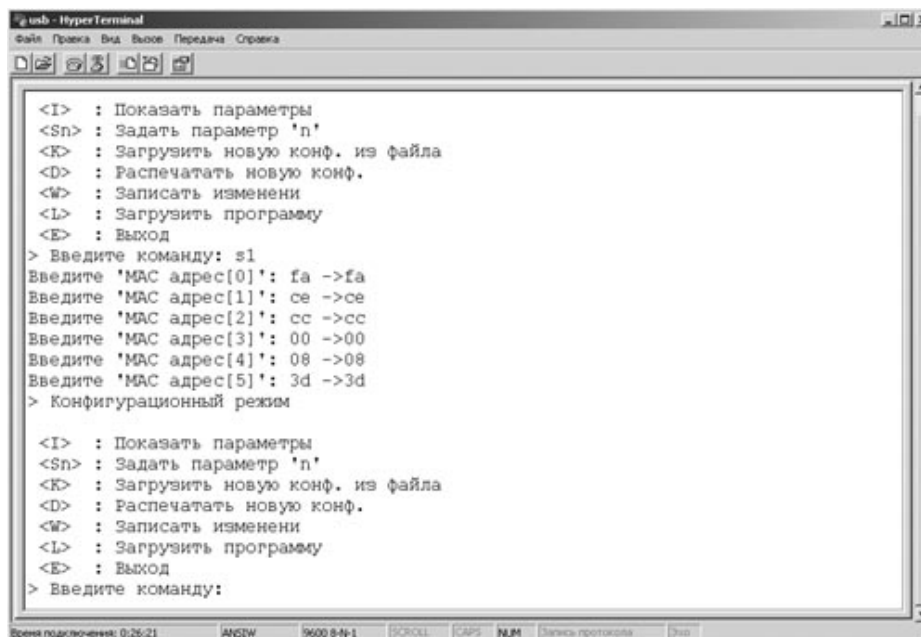 usb - HyperTerminal
Файл Правка Вид Вызов Передача Справка
<I> : Показать параметры
<Sn> : Задать параметр 'n'
<K> : Загрузить новую конф. из файла
<D> : Распечатать новую конф.
<W> : Записать изменени
<L> : Загрузить программу
<E> : Выход
> Введите команду: s1
Введите 'MAC адрес[0]': fa ->fa
Введите 'MAC адрес[1]': ce ->ce
Введите 'MAC адрес[2]': cc ->cc
Введите 'MAC адрес[3]': 00 ->00
Введите 'MAC адрес[4]': 08 ->08
Введите 'MAC адрес[5]': 3d ->3d
> Конфигурационный режим
<I> : Показать параметры
<Sn> : Задать параметр 'n'
<K> : Загрузить новую конф. из файла
<D> : Распечатать новую конф.
<W> : Записать изменени
<L> : Загрузить программу
<E> : Выход
> Введите команду:
Время подключения: 0:26:21 ANSIW 9600 8-N-1 SCROLL CAPS NUM Запись протокола Эхо